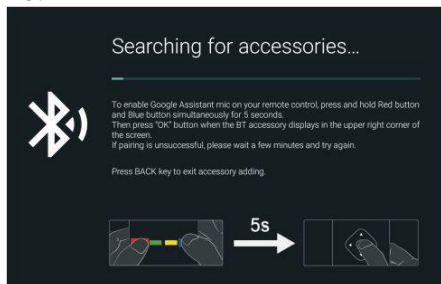 Searching for accessories...
To enable Google Assistant mic on your remote control, press and hold Red button
and Blue button simultaneously for 5 seconds.
Then press "OK" button when the BT accessory displays in the upper right corner of
the screen.
If pairing is unsuccessful, please wait a few minutes and try again.
Press BACK key to exit accessory adding.
5s